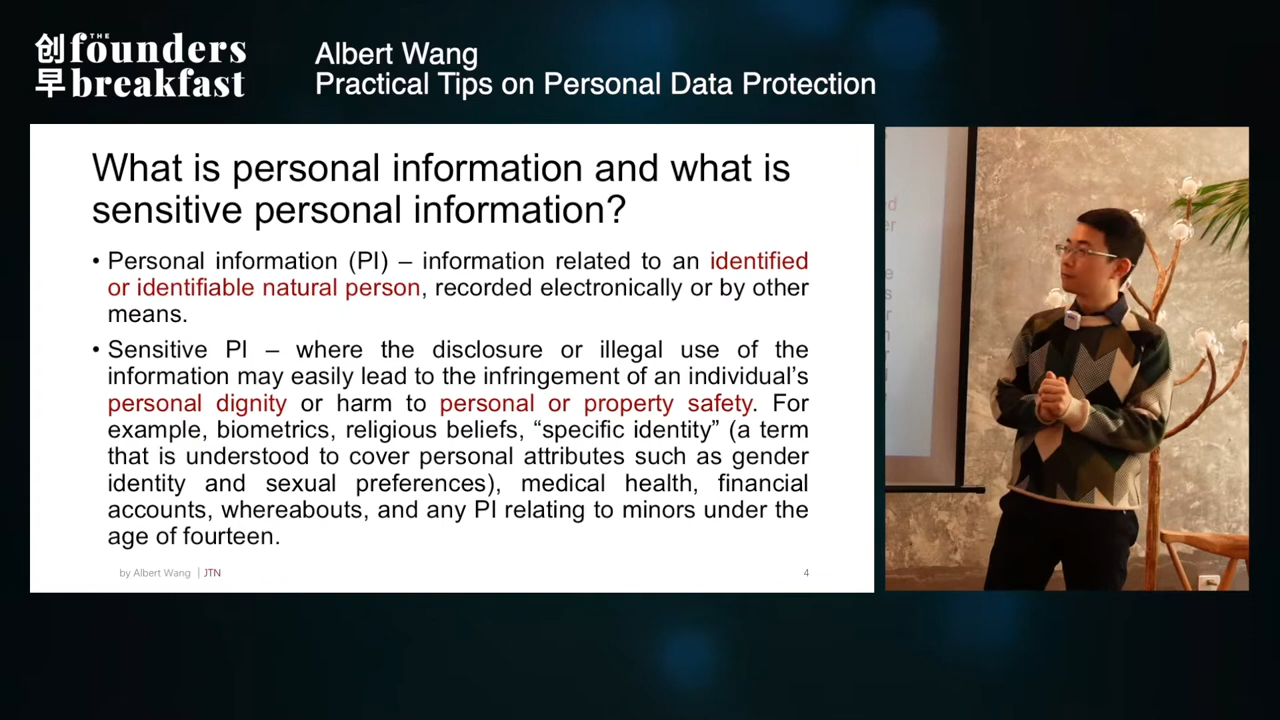 创 THE founders
早 breakfast
Albert Wang
Practical Tips on Personal Data Protection
What is personal information and what is
sensitive personal information?
• Personal information (PI) – information related to an identified
or identifiable natural person, recorded electronically or by other
means.
• Sensitive PI – where the disclosure or illegal use of the
information may easily lead to the infringement of an individual’s
personal dignity or harm to personal or property safety. For
example, biometrics, religious beliefs, “specific identity” (a term
that is understood to cover personal attributes such as gender
identity and sexual preferences), medical health, financial
accounts, whereabouts, and any PI relating to minors under the
age of fourteen.
by Albert Wang | JTN
4